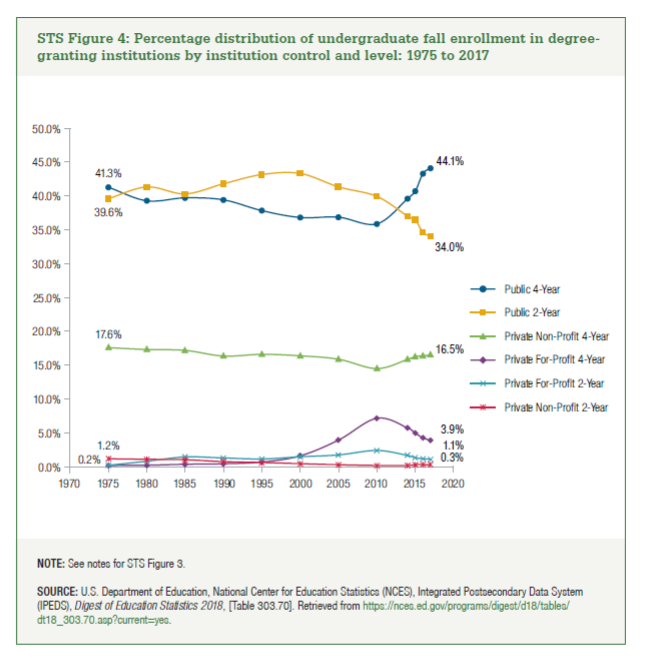 STS Figure 4: Percentage distribution of undergraduate fall enrollment in degree-
granting institutions by institution control and level: 1975 to 2017
50.0%
45.0%
40.0%
35.0%
30.0%
25.0%
20.0%
15.0%
10.0%
5.0%
0.0%
41.3%
39.6%
44.1%
34.0%
17.6%
16.5%
1.2%
0.2%
3.9%
1.1%
0.3%
1970 1975 1980 1985 1990 1995 2000 2005 2010 2015 2020
Public 4-Year
Public 2-Year
Private Non-Profit 4-Year
Private For-Profit 4-Year
Private For-Profit 2-Year
Private Non-Profit 2-Year
NOTE: See notes for STS Figure 3.
SOURCE: U.S. Department of Education, National Center for Education Statistics (NCES), Integrated Postsecondary Data System
(IPEDS), Digest of Education Statistics 2018, [Table 303.70]. Retrieved from https://nces.ed.gov/programs/digest/d18/tables/
dt18_303.70.asp?current=yes.